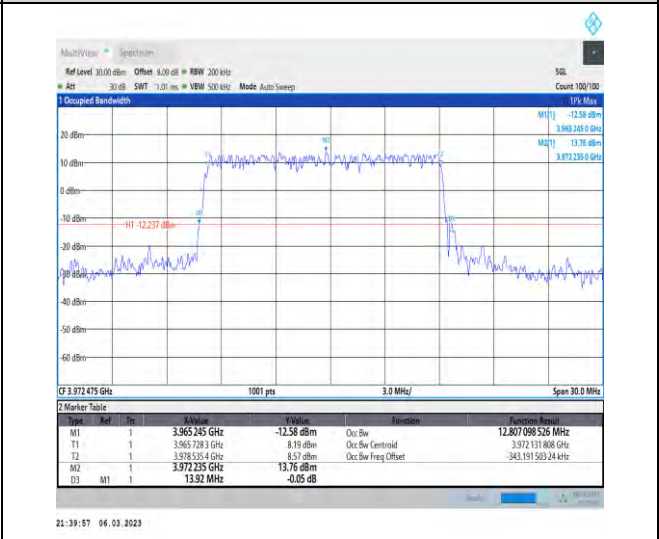 MultiView Spectrum
Ref Level 30.00 dBm Offset 8.00 dB RBW 200 kHz SGL
Att 30 dB SWT 1.01 ms VBW 500 kHz Mode Auto Sweep Count 100/100
1 Occupied Bandwidth 1Pk Max
M1[1] -12.58 dBm
3.965 245 0 GHz
20 dBm M2[1] 13.76 dBm
3.972 235 0 GHz
M2
10 dBm
0 dBm
-10 dBm
H1 -12.237 dBm
-20 dBm
-30 dBm
-40 dBm
-50 dBm
-60 dBm
CF 3.972 475 GHz 1001 pts 3.0 MHz/ Span 30.0 MHz
2 Marker Table
Type Ref Trc X-Value Y-Value Function Function Result
M1 1 3.965 245 GHz -12.58 dBm Occ Bw 12.807 098 526 MHz
T1 1 3.965 728 3 GHz 8.19 dBm Occ Bw Centroid 3.972 131 808 GHz
T2 1 3.978 535 4 GHz 8.57 dBm Occ Bw Freq Offset -343.191 503 24 kHz
M2 1 3.972 235 GHz 13.76 dBm
D3 M1 1 13.92 MHz -0.05 dB
21:39:57 06.03.2023